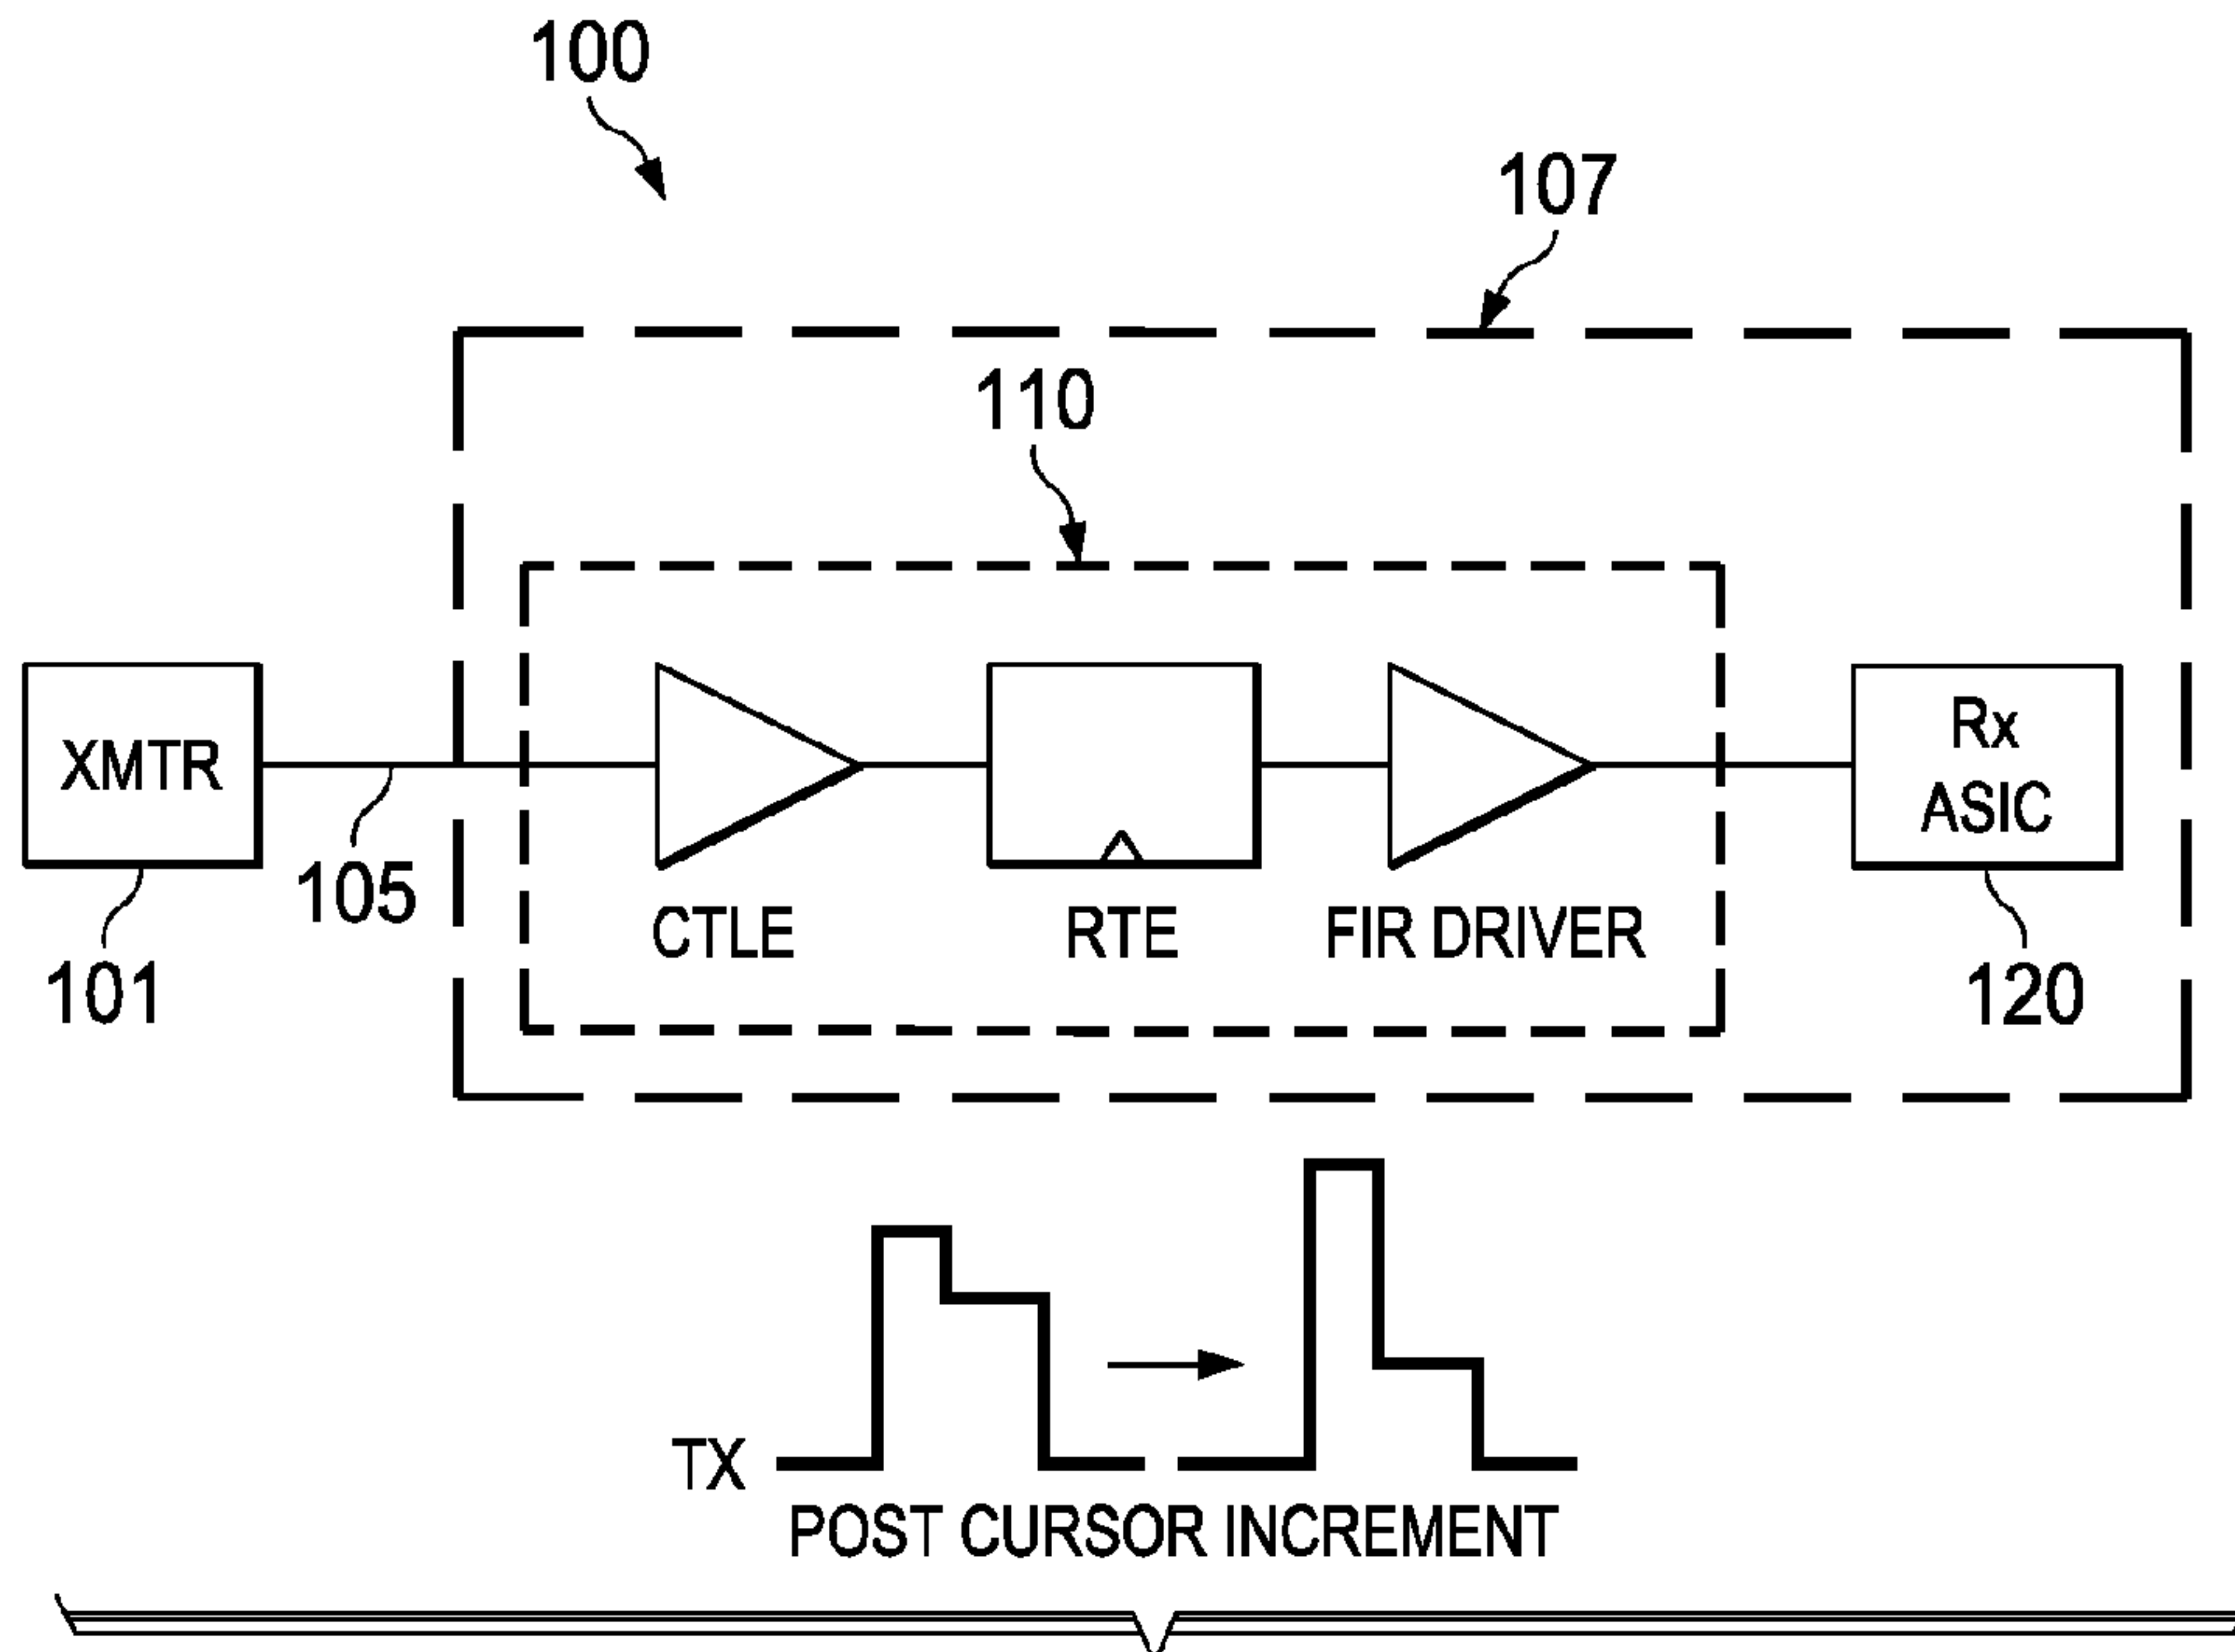 100
107
110
XMTR
Rx
ASIC
105
CTLE
RTE
FIR DRIVER
101
120
TX
POST CURSOR INCREMENT